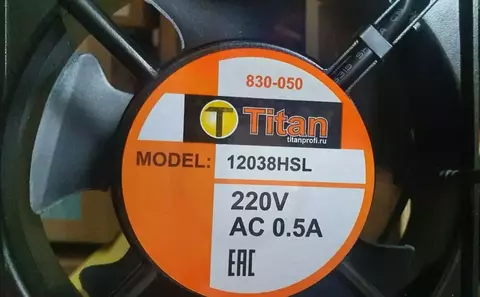 830-050
T Titan
titanprofi.ru
MODEL: 12038HSL
220V
AC 0.5A
EAC